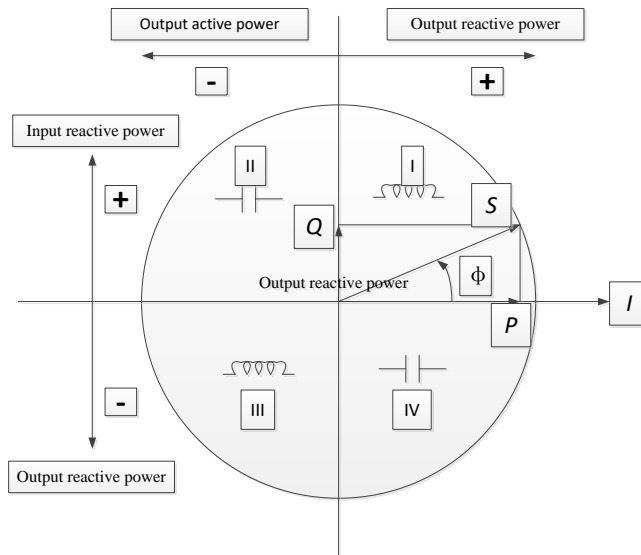 Output active power
Output reactive power
-
+
Input reactive power
II
I
+
Q
S
Output reactive power
ϕ
P
I
III
IV
-
Output reactive power